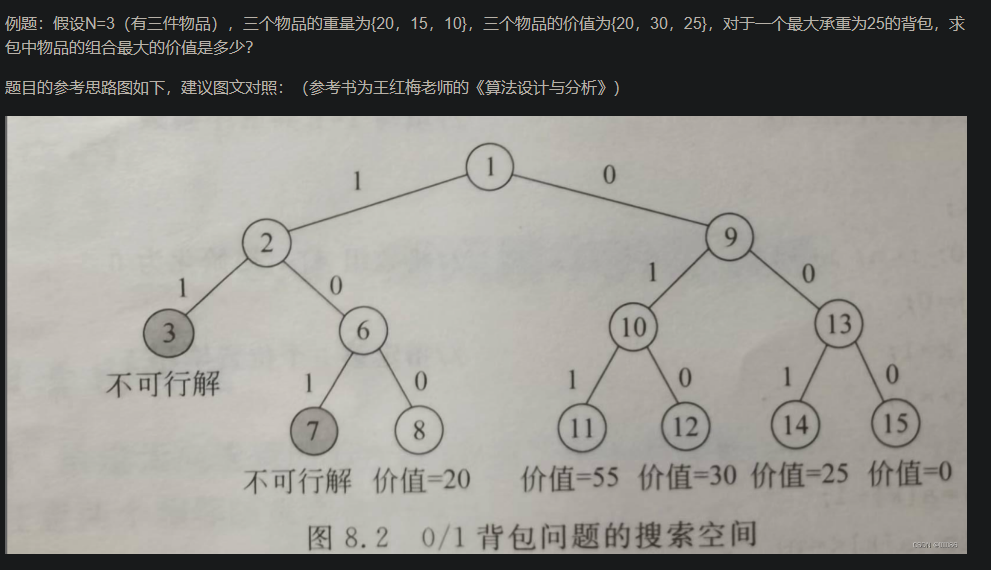 例题：假设N=3（有三件物品），三个物品的重量为{20，15，10}，三个物品的价值为{20，30，25}，对于一个最大承重为25的背包，求
包中物品的组合最大的价值是多少？
题目的参考思路图如下，建议图文对照：（参考书为王红梅老师的《算法设计与分析》）
1
1 0
2 9
1 0 1 0
3 6 10 13
不可行解
1 0 1 0 1 0
7 8 11 12 14 15
不可行解 价值=20 价值=55 价值=30 价值=25 价值=0
图 8.2 0/1 背包问题的搜索空间